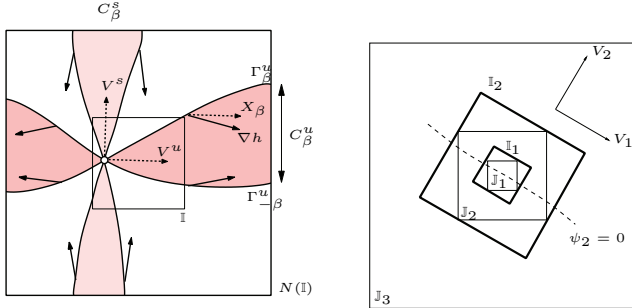 C^s_β
Γ^u_β
V^s
X_β
C^u_β
∇h
V^u
Γ^u_{-β}
𝕀
N(𝕀)
V_2
𝕀_2
V_1
𝕀_1
𝕁_1
𝕁_2
ψ_2 = 0
𝕁_3